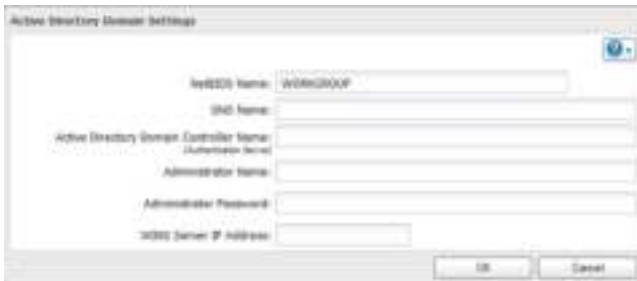 Active Directory Domain Settings
NetBIOS Name: WORKGROUP
DNS Name:
Active Directory Domain Controller Name:
(Authentication Server)
Administrator Name:
Administrator Password:
WINS Server IP Address:
OK Cancel